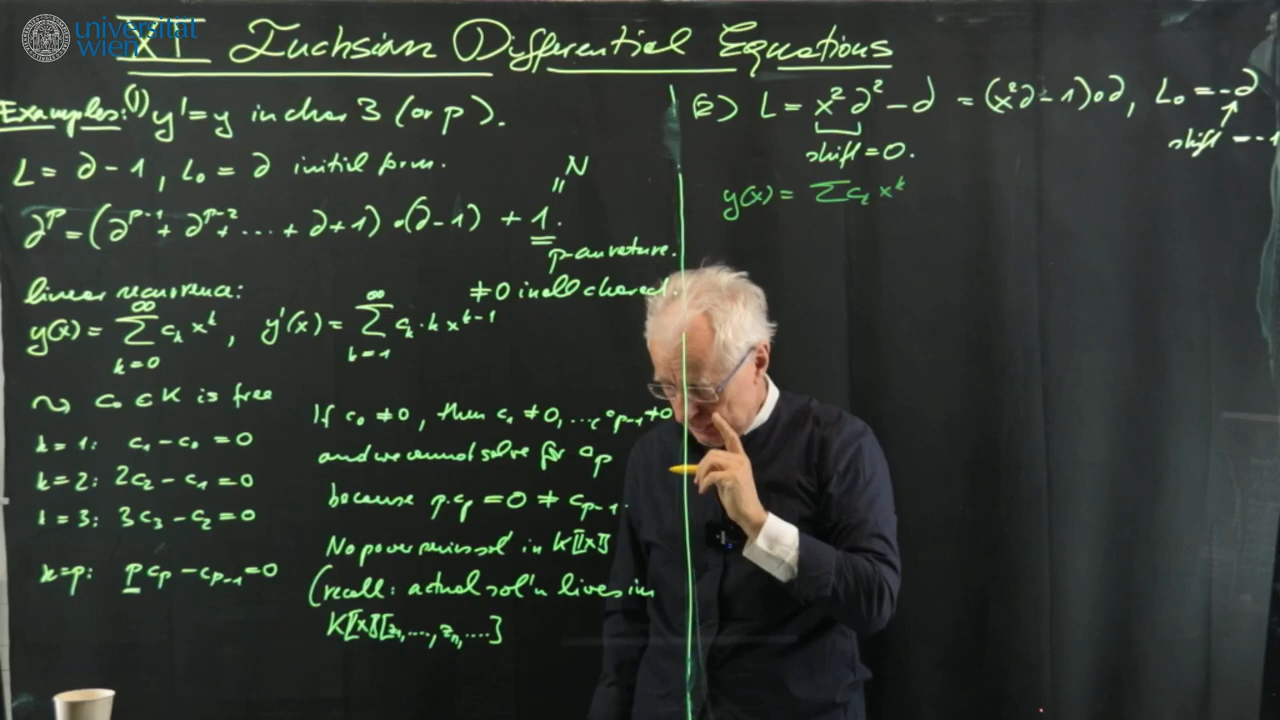 universität
wien
XI Fuchsian Differential Equations
Examples: (1) y' = y in char 3 (or p).
L = ∂ - 1, L₀ = ∂ initial form.
∂ᵖ = (∂ᵖ⁻¹ + ∂ᵖ⁻² + ... + ∂ + 1) ∘ (∂ - 1) + 1.
" N
p-curvature.
≠ 0 in all charact.
linear recurrence:
y(x) = ∑_{k=0}^{∞} cₖ xᵏ, y'(x) = ∑_{k=1}^{∞} cₖ · k xᵏ⁻¹
⇝ c₀ ∈ K is free
k = 1: c₁ - c₀ = 0
k = 2: 2c₂ - c₁ = 0
k = 3: 3c₃ - c₂ = 0
k = p: p cₚ - cₚ₋₁ = 0
If c₀ ≠ 0, then c₁ ≠ 0, ..., cₚ₋₁ ≠ 0
and we cannot solve for cₚ
because p·cₚ = 0 ≠ cₚ₋₁.
No power series sol. in K[[x]]
(recall: actual sol'n lives in
K[[x]][z₁, ..., zₙ, ...]
(2) L = x²∂² - ∂ = (x²∂ - 1) ∘ ∂, L₀ = -∂
shift = 0.
shift = -1
y(x) = ∑ cₖ xᵏ